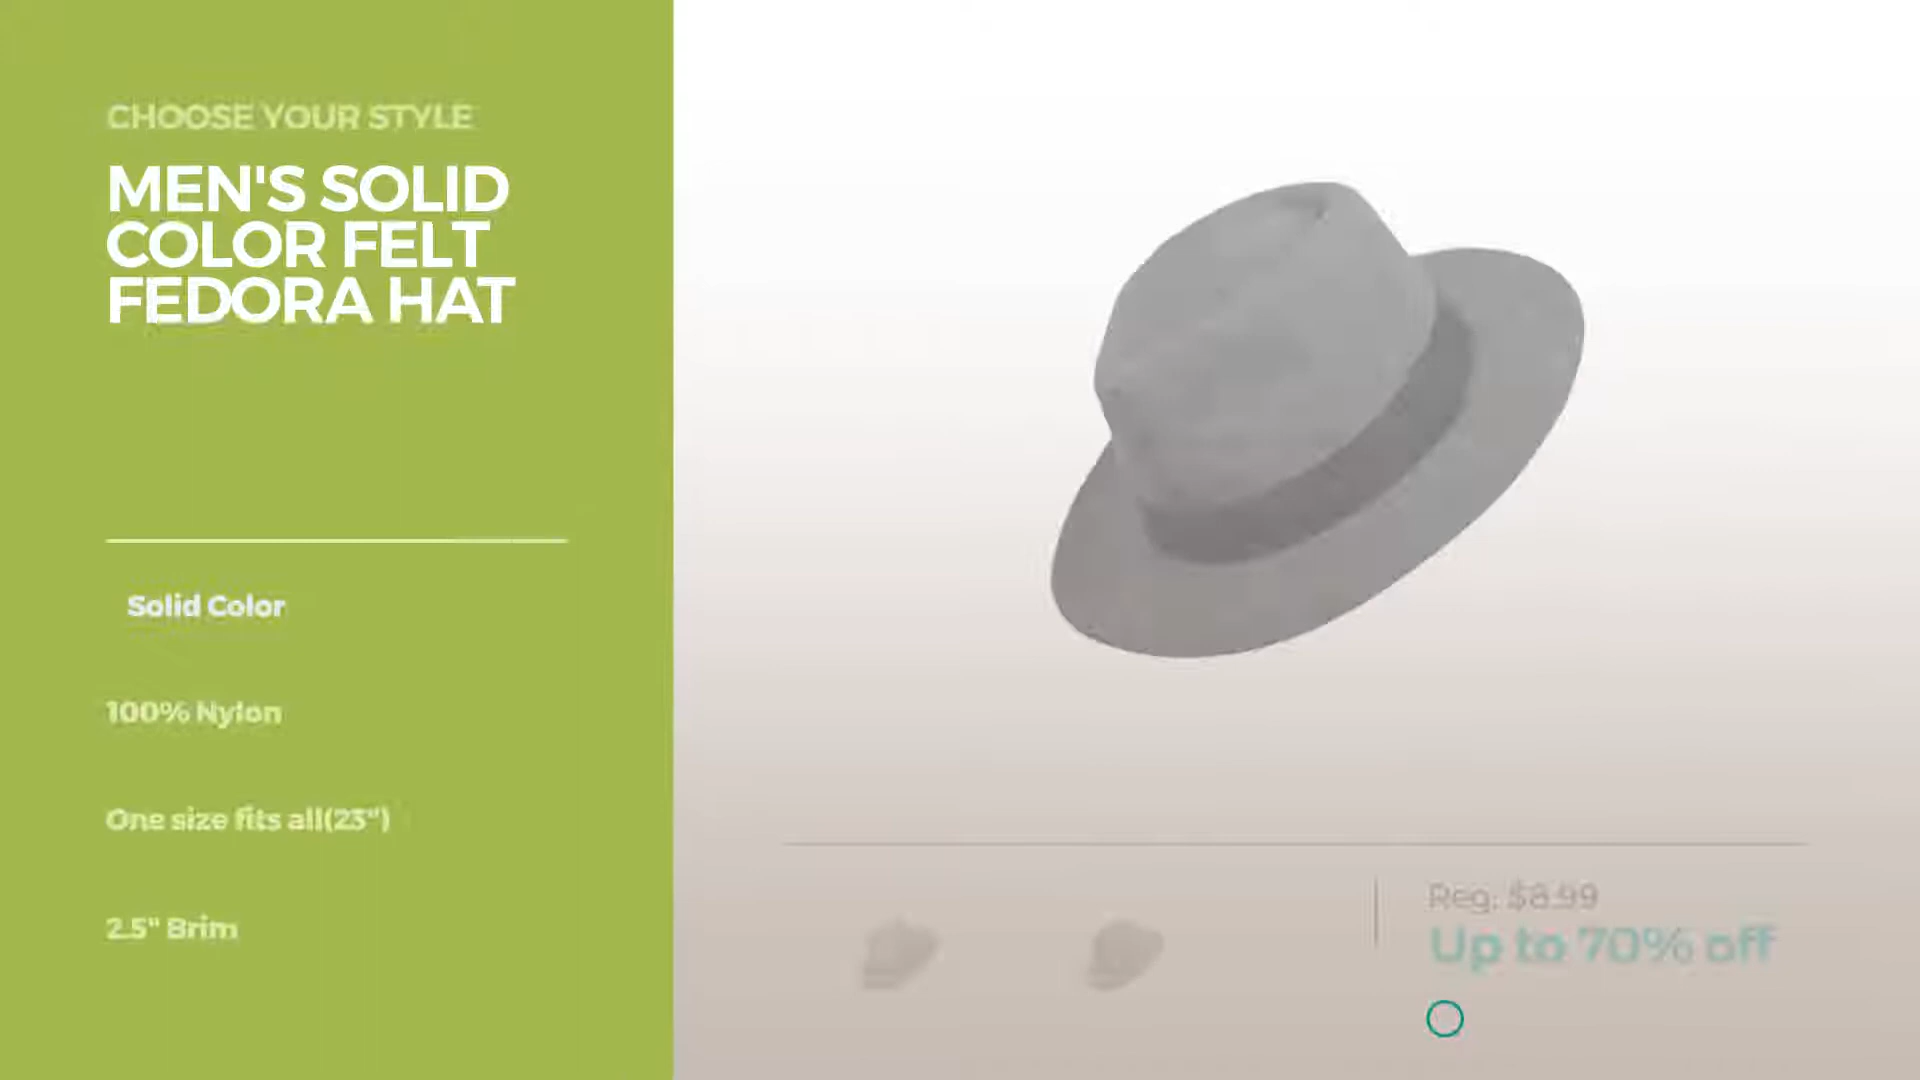 CHOOSE YOUR STYLE
MEN'S SOLID
COLOR FELT
FEDORA HAT
Solid Color
100% Nylon
One size fits all(23")
2.5" Brim
Reg: $8.99
Up to 70% off